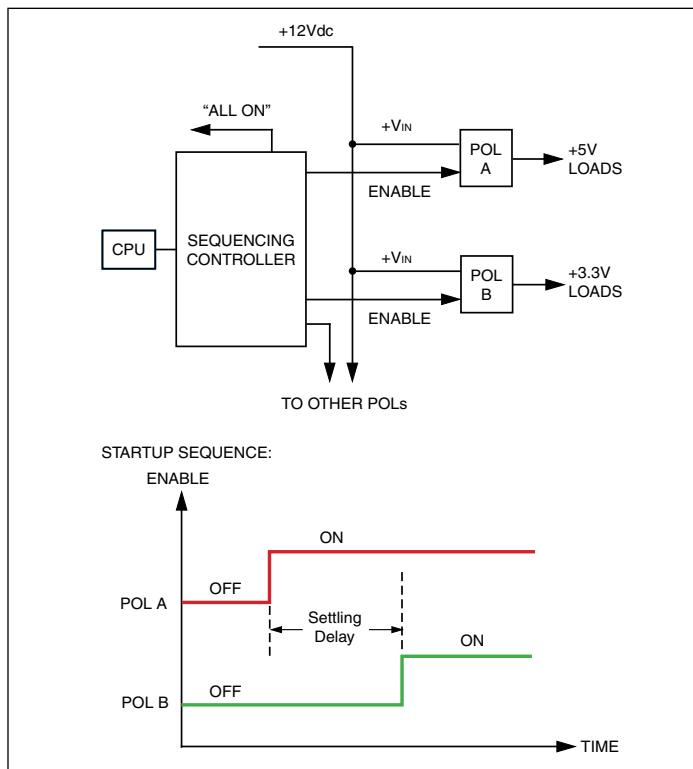 +12Vdc
“ALL ON”
+VIN
POL
A
+5V
LOADS
ENABLE
CPU
SEQUENCING
CONTROLLER
+VIN
POL
B
+3.3V
LOADS
ENABLE
TO OTHER POLs
STARTUP SEQUENCE:
ENABLE
ON
OFF
POL A
Settling
Delay
ON
OFF
POL B
TIME